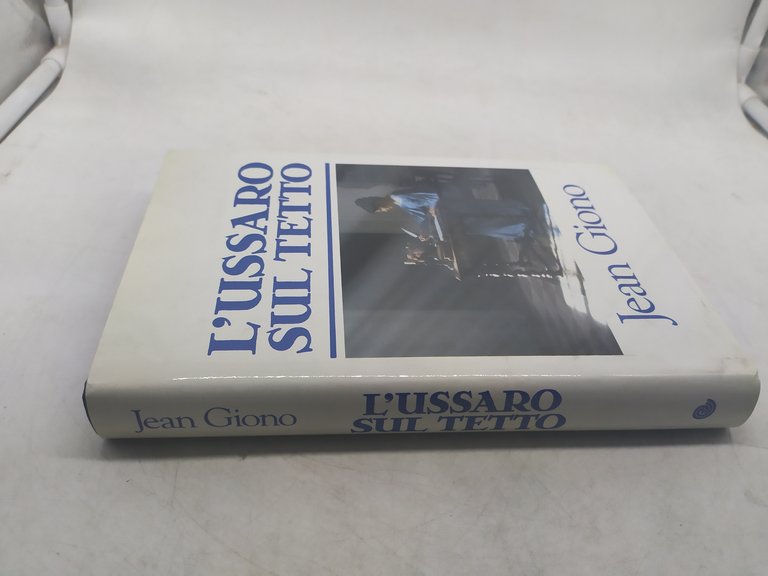 L'USSARO
SUL TETTO
Jean Giono
Jean Giono
L'USSARO
SUL TETTO